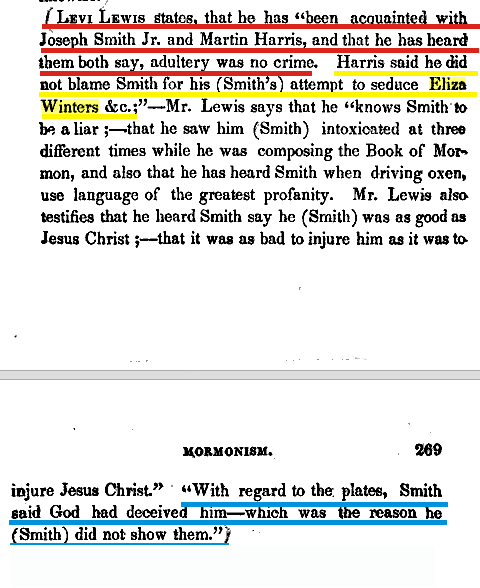 ( LEVI LEWIS states, that he has “been acquainted with
Joseph Smith Jr. and Martin Harris, and that he has heard
them both say, adultery was no crime. Harris said he did
not blame Smith for his (Smith’s) attempt to seduce Eliza
Winters &c.;”—Mr. Lewis says that he “knows Smith to
be a liar ;—that he saw him (Smith) intoxicated at three
different times while he was composing the Book of Mor-
mon, and also that he has heard Smith when driving oxen,
use language of the greatest profanity. Mr. Lewis also
testifies that he heard Smith say he (Smith) was as good as
Jesus Christ ;—that it was as bad to injure him as it was to
MORMONISM. 269
injure Jesus Christ.” “With regard to the plates, Smith
said God had deceived him—which was the reason he
(Smith) did not show them.”)